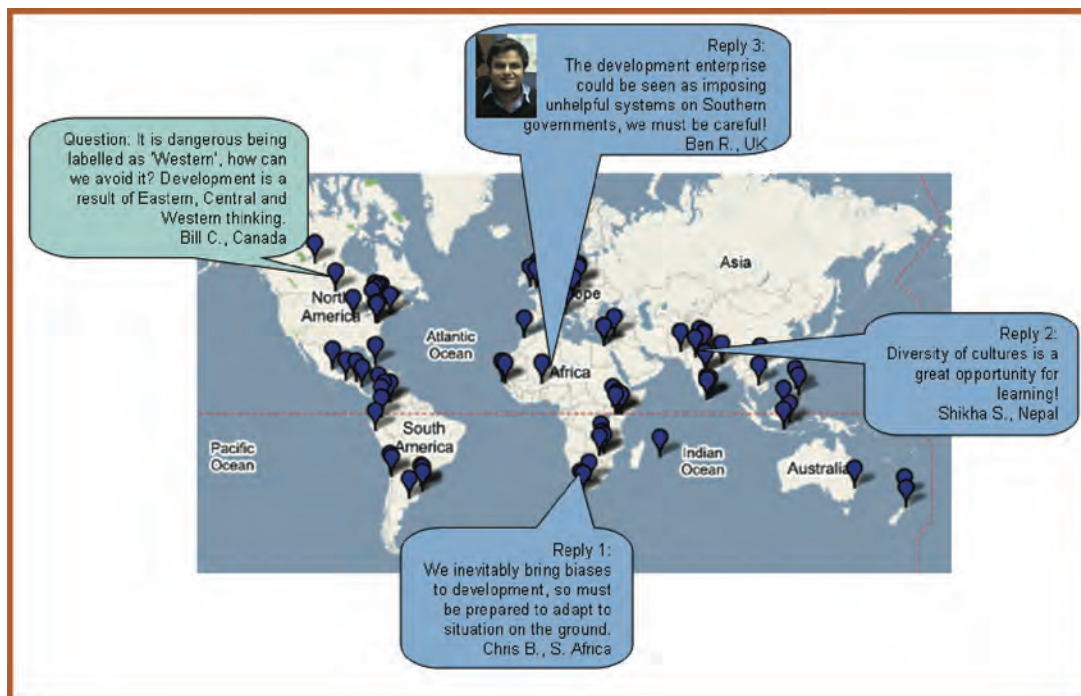 Reply 3:
The development enterprise
could be seen as imposing
unhelpful systems on Southern
governments, we must be careful!
Ben R., UK
Question: It is dangerous being
labelled as 'Western', how can
we avoid it? Development is a
result of Eastern, Central and
Western thinking.
Bill C., Canada
Asia
North
America
Europe
Atlantic
Ocean
Africa
Reply 2:
Diversity of cultures is a
great opportunity for
learning!
Shikha S., Nepal
South
America
Pacific
Ocean
Indian
Ocean
Australia
Reply 1:
We inevitably bring biases
to development, so must
be prepared to adapt to
situation on the ground.
Chris B., S. Africa